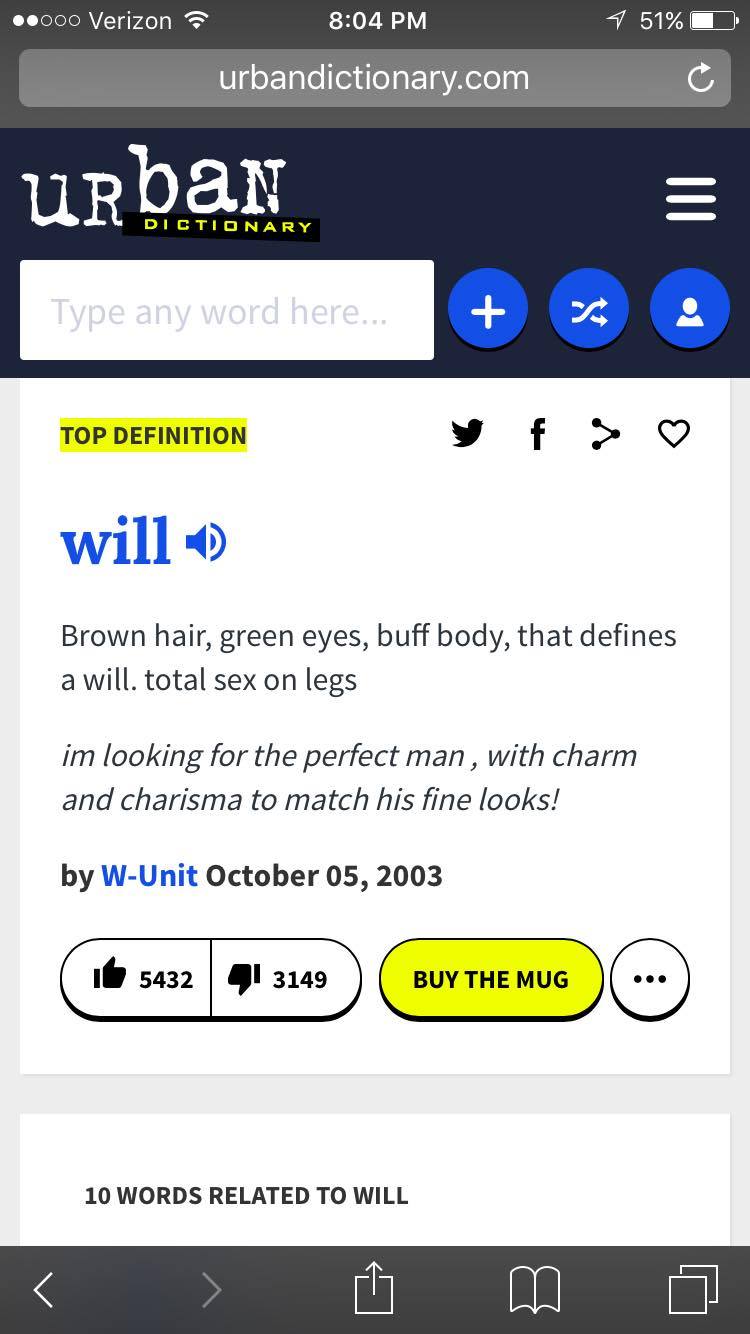 Verizon 8:04 PM 51%
urbandictionary.com
urban
DICTIONARY
Type any word here...
TOP DEFINITION
will
Brown hair, green eyes, buff body, that defines
a will. total sex on legs
im looking for the perfect man , with charm
and charisma to match his fine looks!
by W-Unit October 05, 2003
5432 3149 BUY THE MUG
10 WORDS RELATED TO WILL